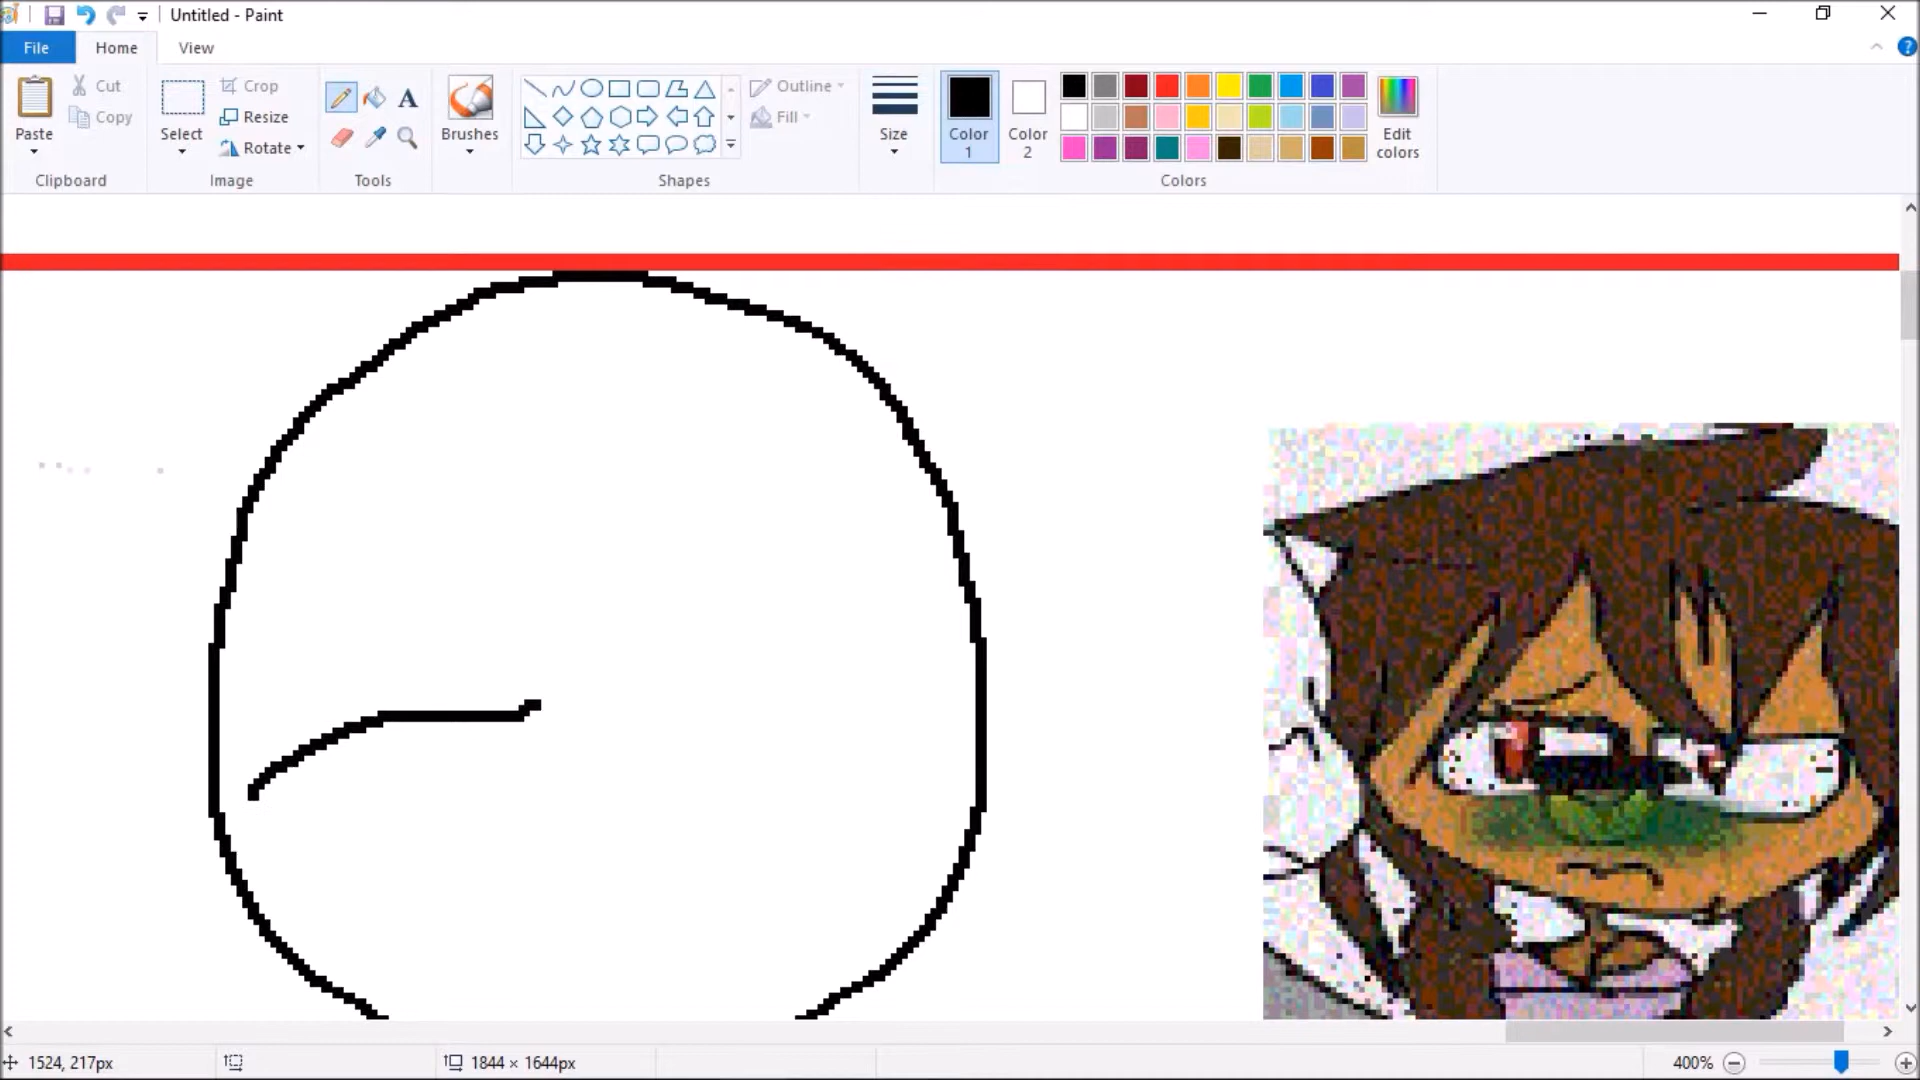 Untitled - Paint
File Home View
Paste
Cut
Copy
Clipboard
Select
Crop
Resize
Rotate
Image
A
Tools
Brushes
Shapes
Outline
Fill
Size
Color 1
Color 2
Edit colors
Colors
1524, 217px
1844 × 1644px
400%